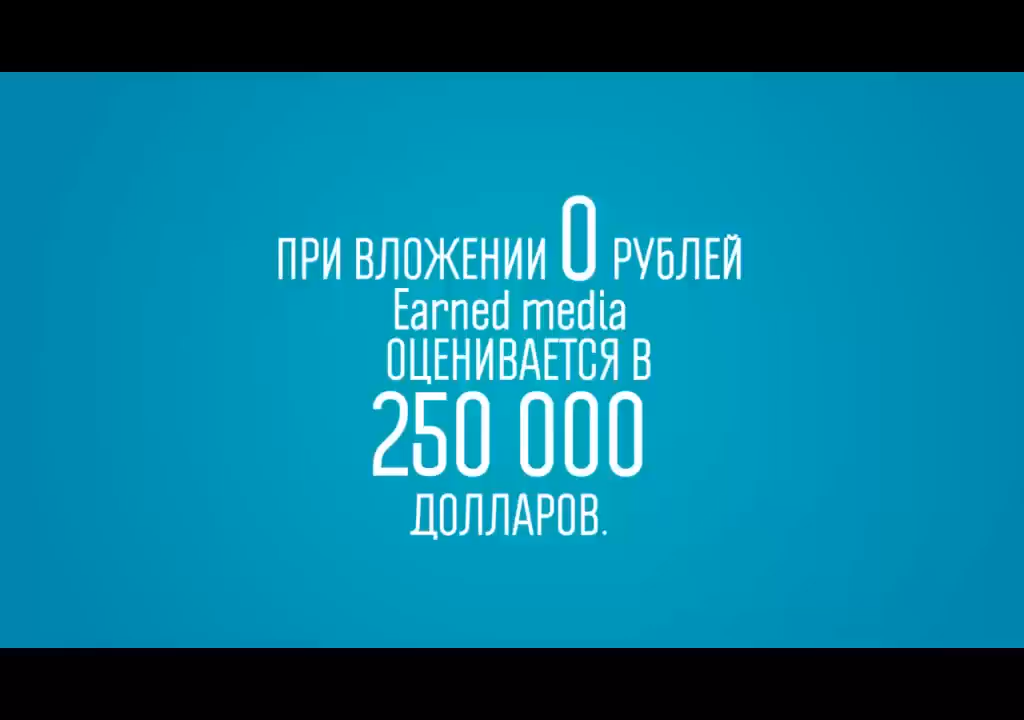 ПРИ ВЛОЖЕНИИ 0 РУБЛЕЙ
Earned media
ОЦЕНИВАЕТСЯ В
250 000
ДОЛЛАРОВ.